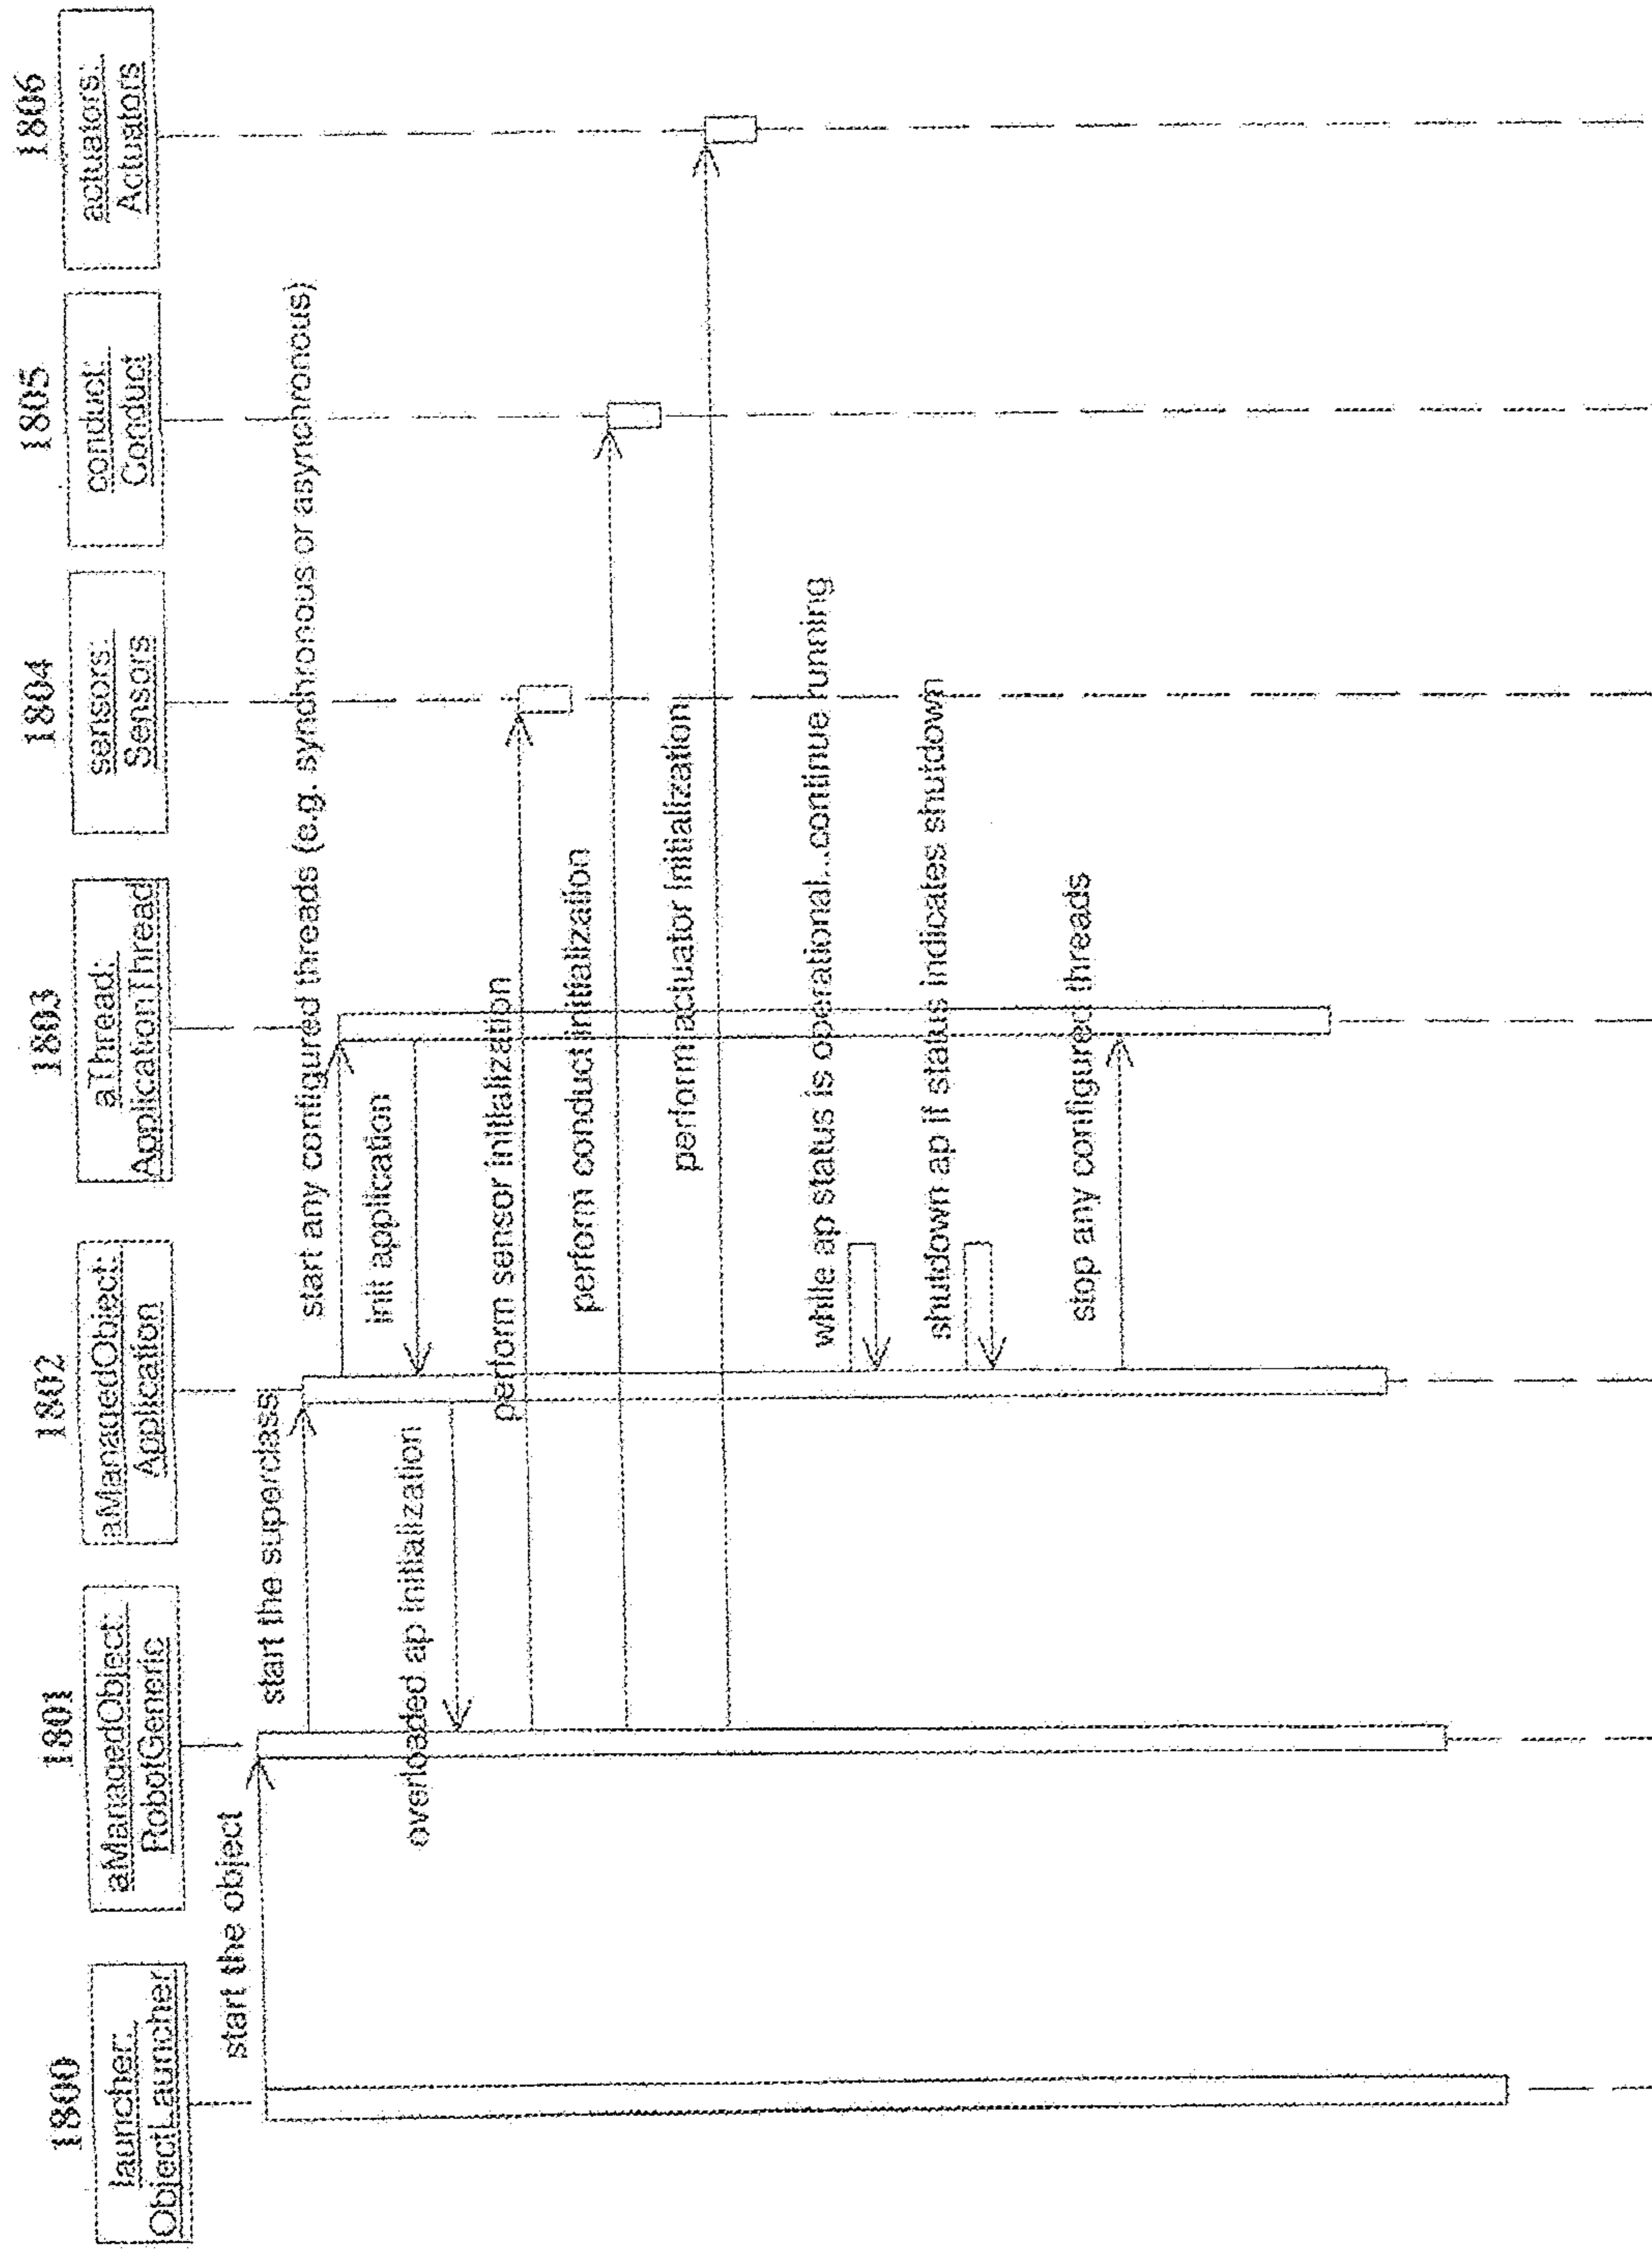 1800
launcher:
ObjectLauncher
1801
aManagedObject:
RobotGeneric
1802
aManagedObject:
Application
1803
aThread:
ApplicationThread
1804
sensors:
Sensors
1805
conduct:
Conduct
1806
actuators:
Actuators
start the object
start the superclass
start any configured threads (e.g. synchronous or asynchronous)
init application
overloaded ap initialization
perform sensor initialization
perform conduct initialization
perform actuator initialization
while ap status is operational...continue running
shutdown ap if status indicates shutdown
stop any configured threads